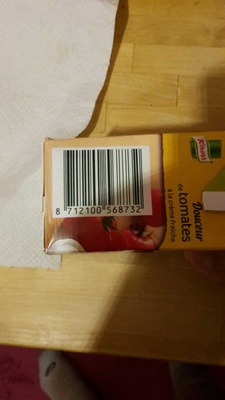 Knorr
Douceur
de tomates
à la crème fraîche
8 712100 568732